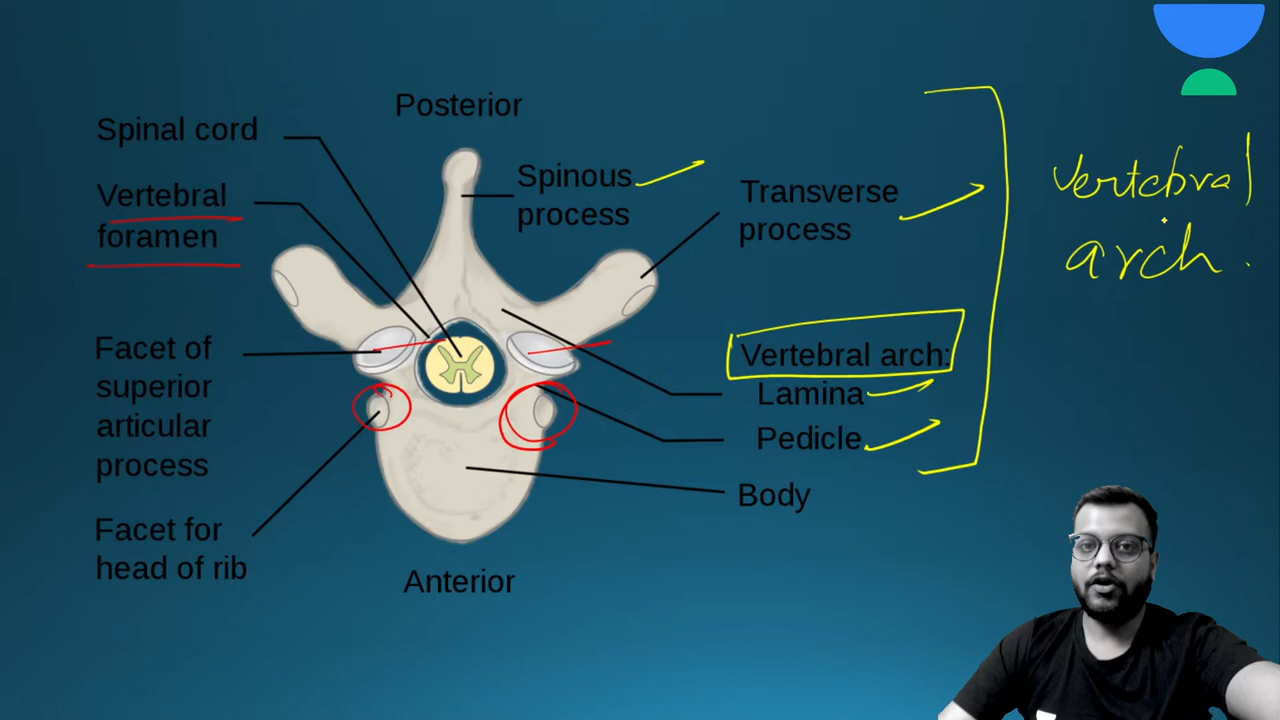 Posterior
Spinal cord
Vertebral
foramen
Spinous
process
Transverse
process
vertebral
arch.
Facet of
superior
articular
process
Vertebral arch:
Lamina
Pedicle
Body
Facet for
head of rib
Anterior